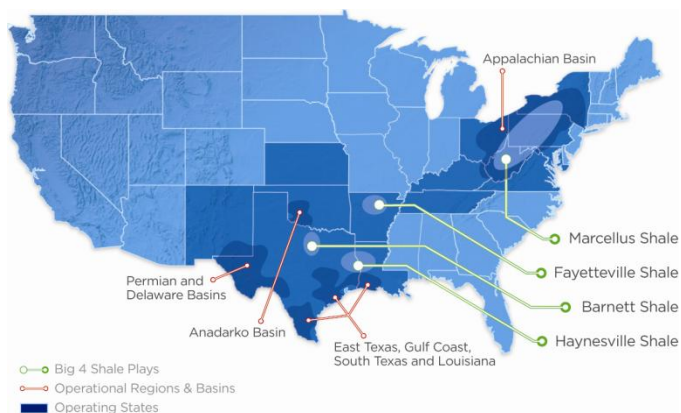 Appalachian Basin
Marcellus Shale
Fayetteville Shale
Permian and
Delaware Basins
Barnett Shale
Anadarko Basin
Haynesville Shale
East Texas, Gulf Coast,
South Texas and Louisiana
Big 4 Shale Plays
Operational Regions & Basins
Operating States